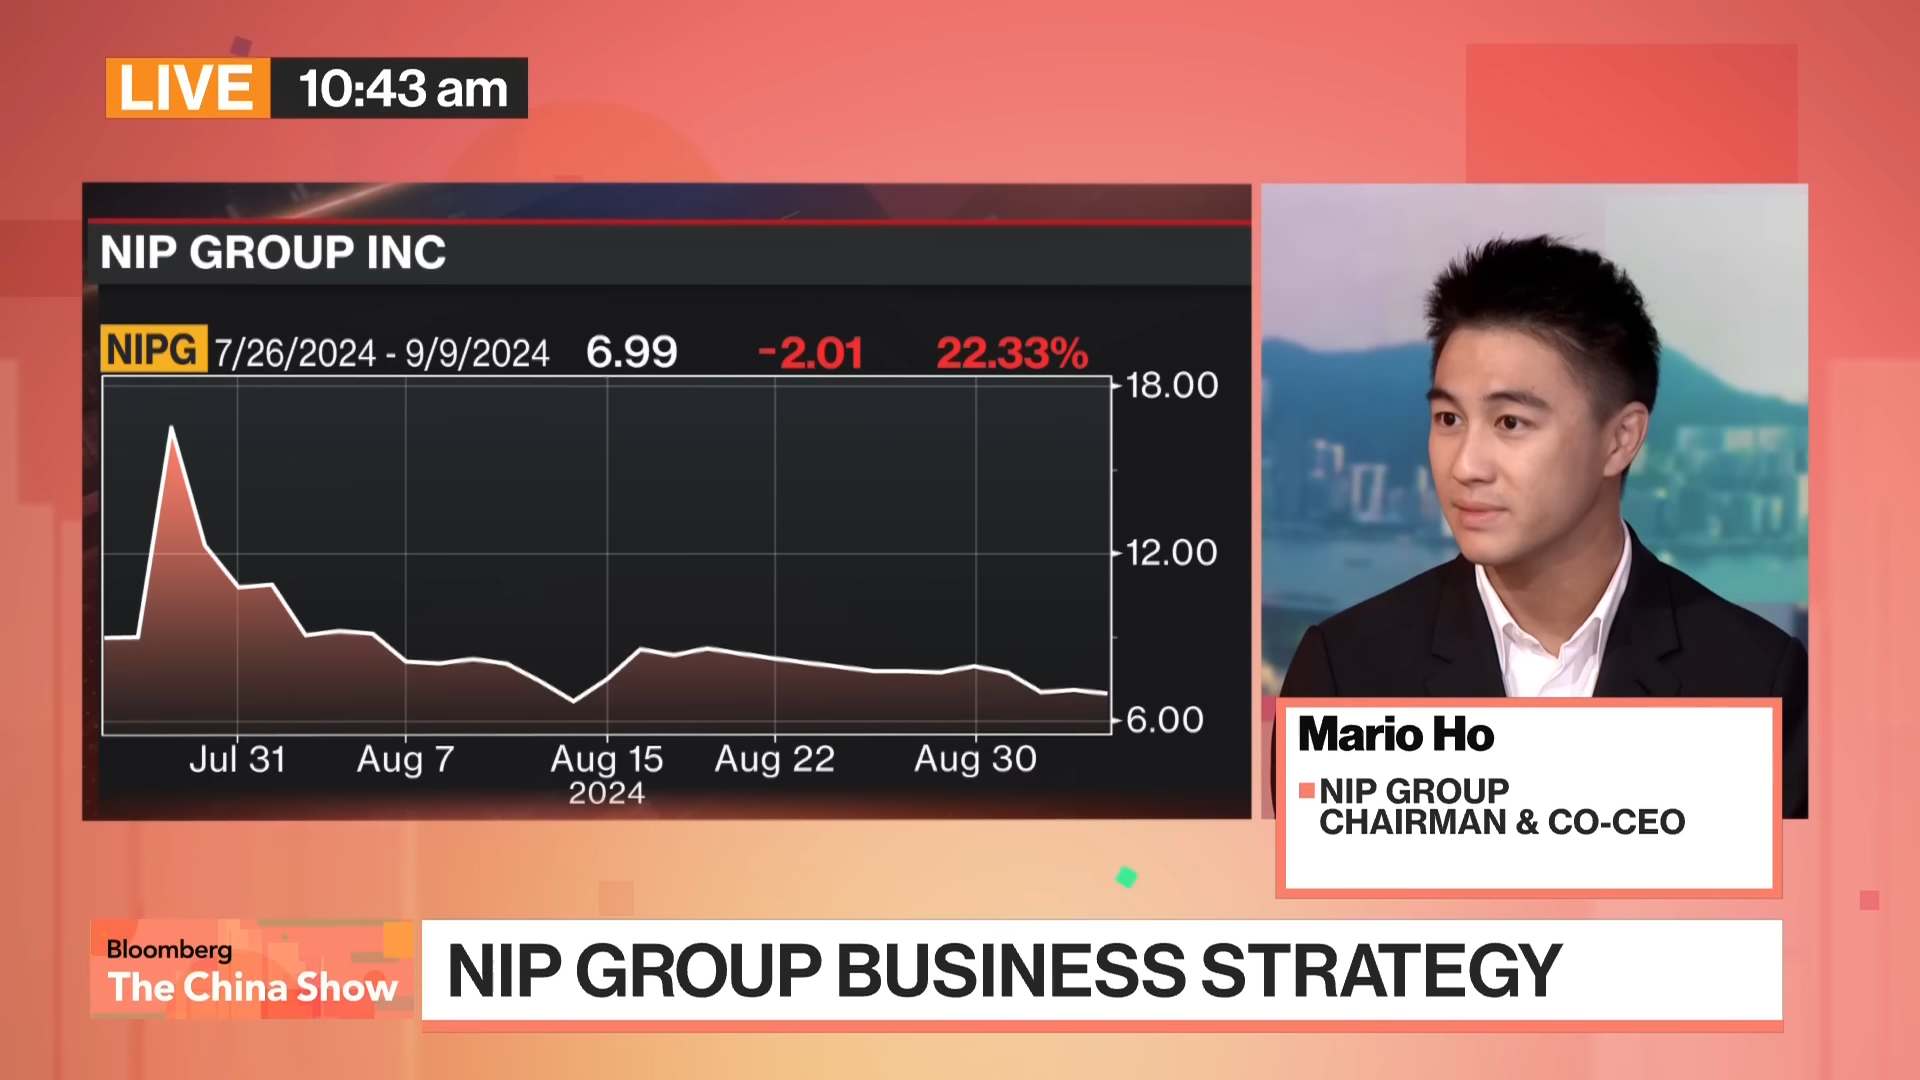 LIVE 10:43 am
NIP GROUP INC
NIPG 7/26/2024 - 9/9/2024 6.99 -2.01 22.33%
18.00
12.00
6.00
Jul 31 Aug 7 Aug 15 Aug 22 Aug 30
2024
Mario Ho
NIP GROUP
CHAIRMAN & CO-CEO
Bloomberg
The China Show
NIP GROUP BUSINESS STRATEGY